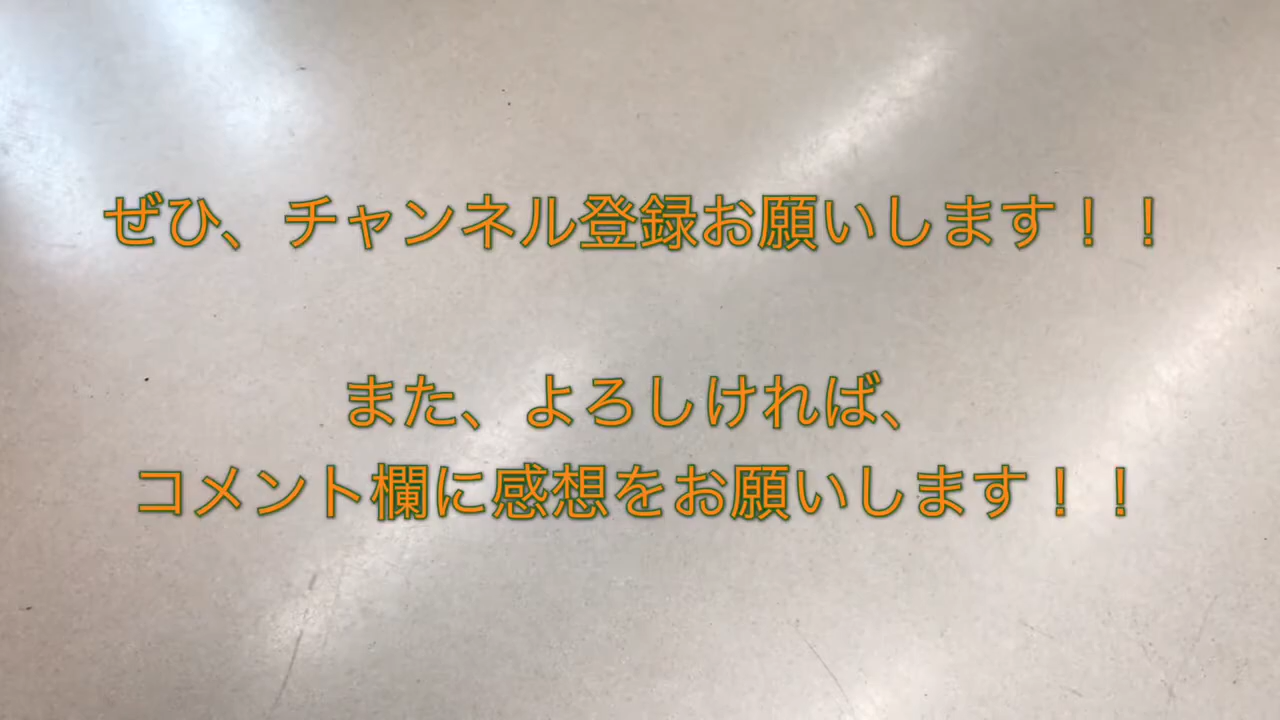 ぜひ、チャンネル登録お願いします！！
また、よろしければ、
コメント欄に感想をお願いします！！